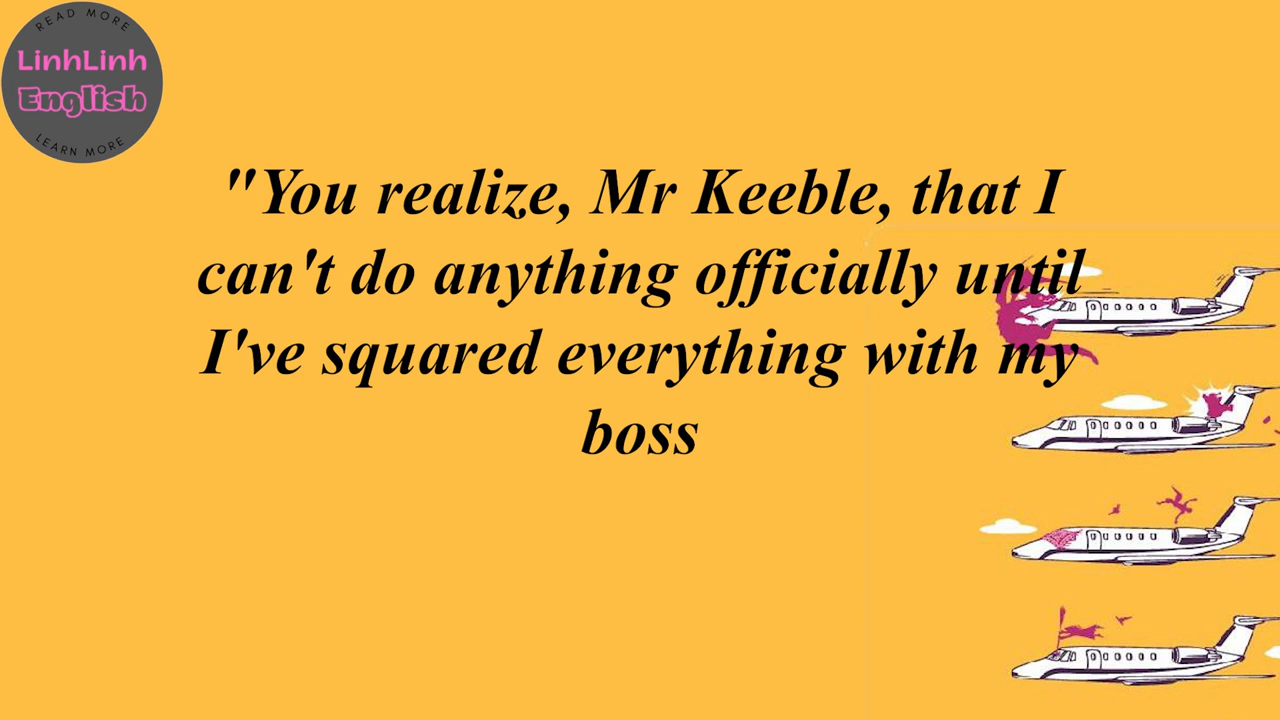 READ MORE
LinhLinh
English
LEARN MORE
"You realize, Mr Keeble, that I
can't do anything officially until
I've squared everything with my
boss